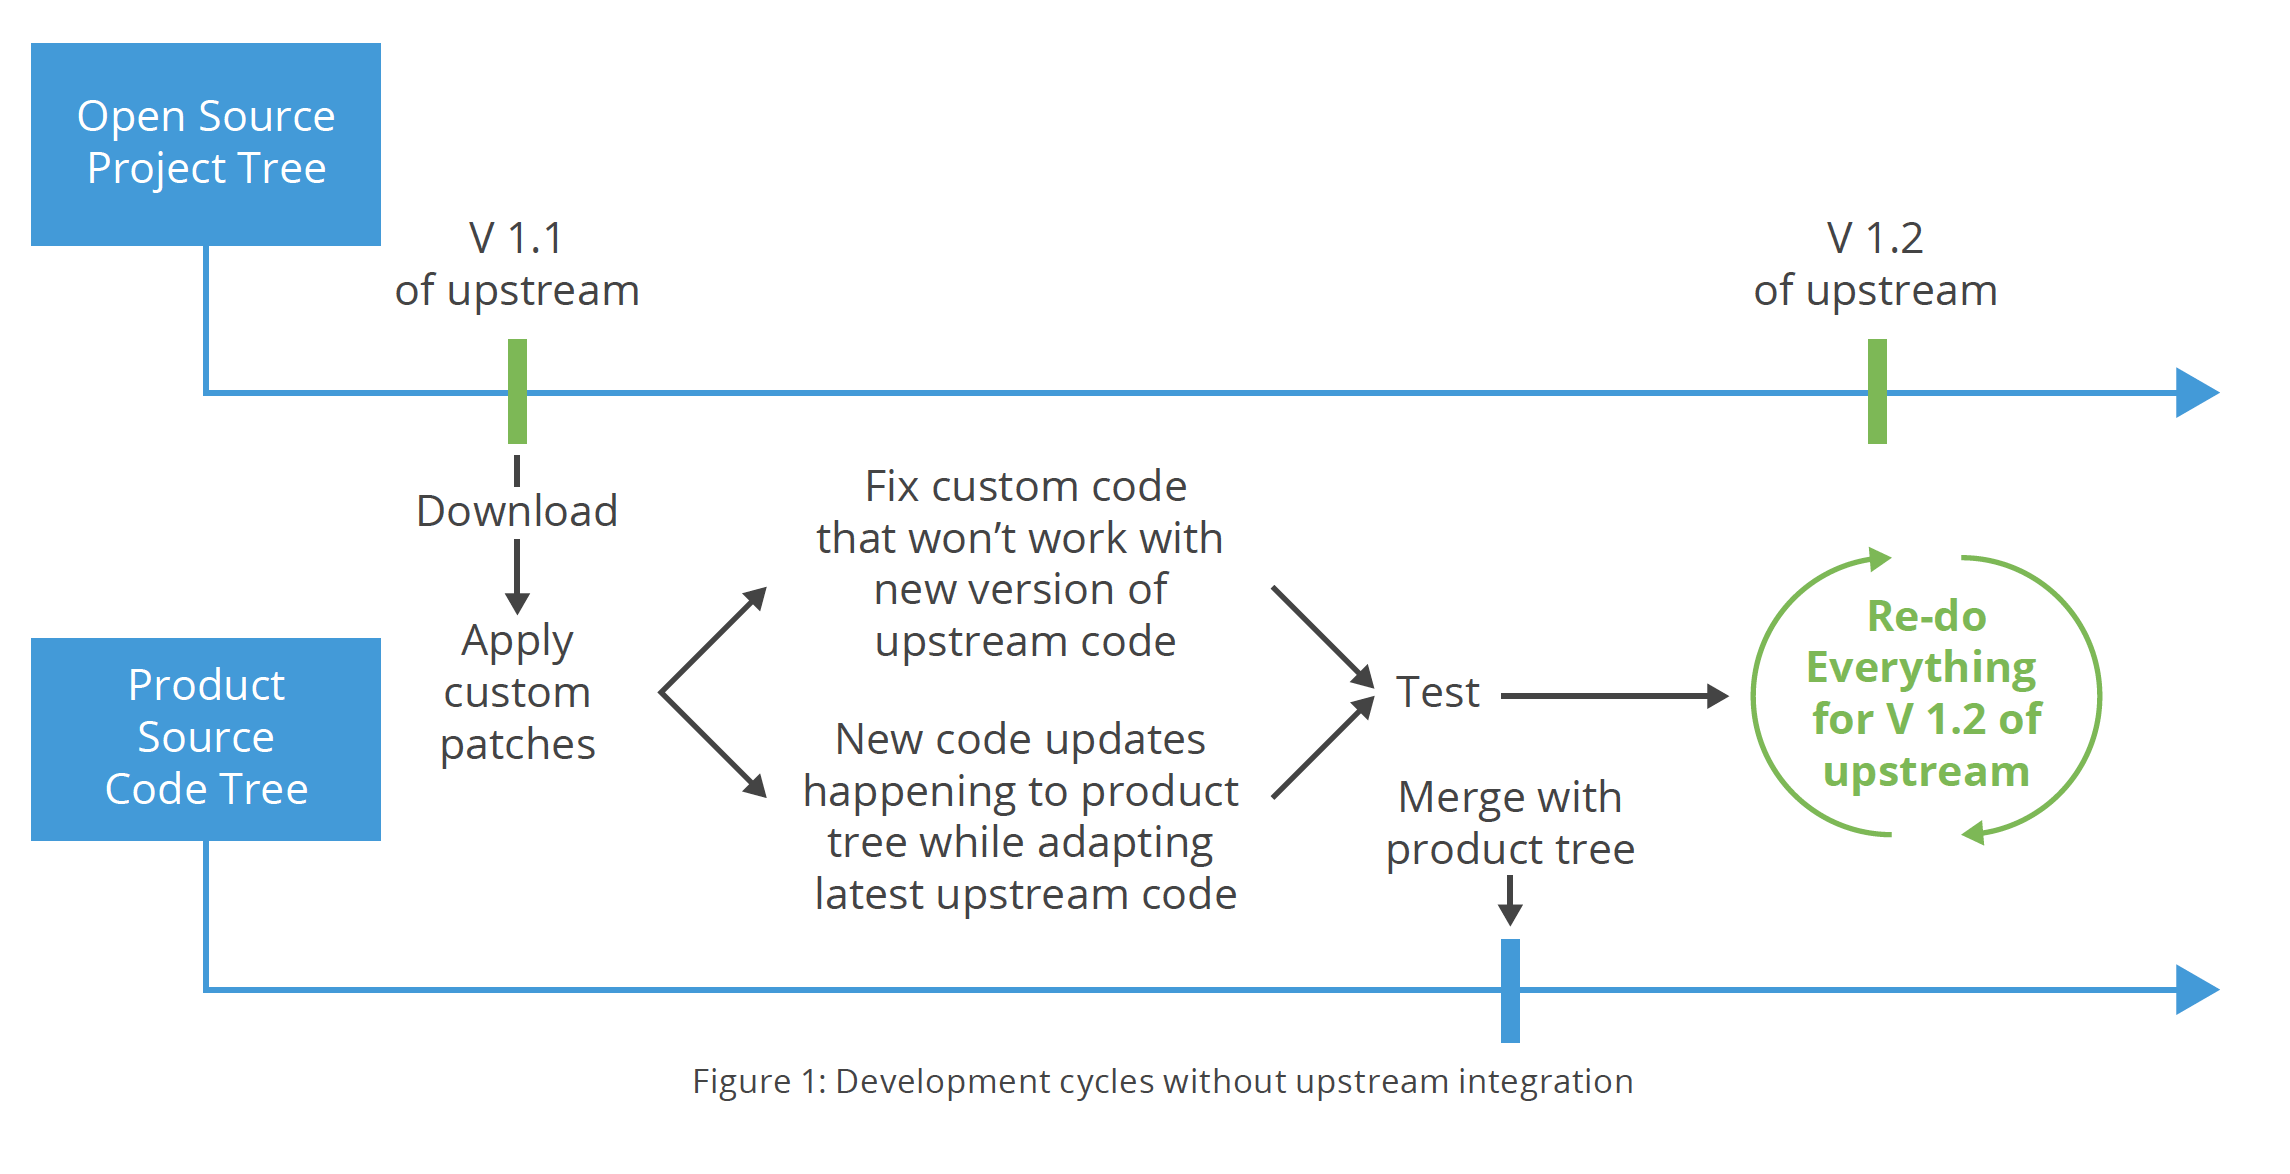 Open Source
Project Tree
V 1.1
of upstream
V 1.2
of upstream
Download
Apply
custom
patches
Fix custom code
that won’t work with
new version of
upstream code
New code updates
happening to product
tree while adapting
latest upstream code
Test
Merge with
product tree
Re-do
Everything
for V 1.2 of
upstream
Product
Source
Code Tree
Figure 1: Development cycles without upstream integration